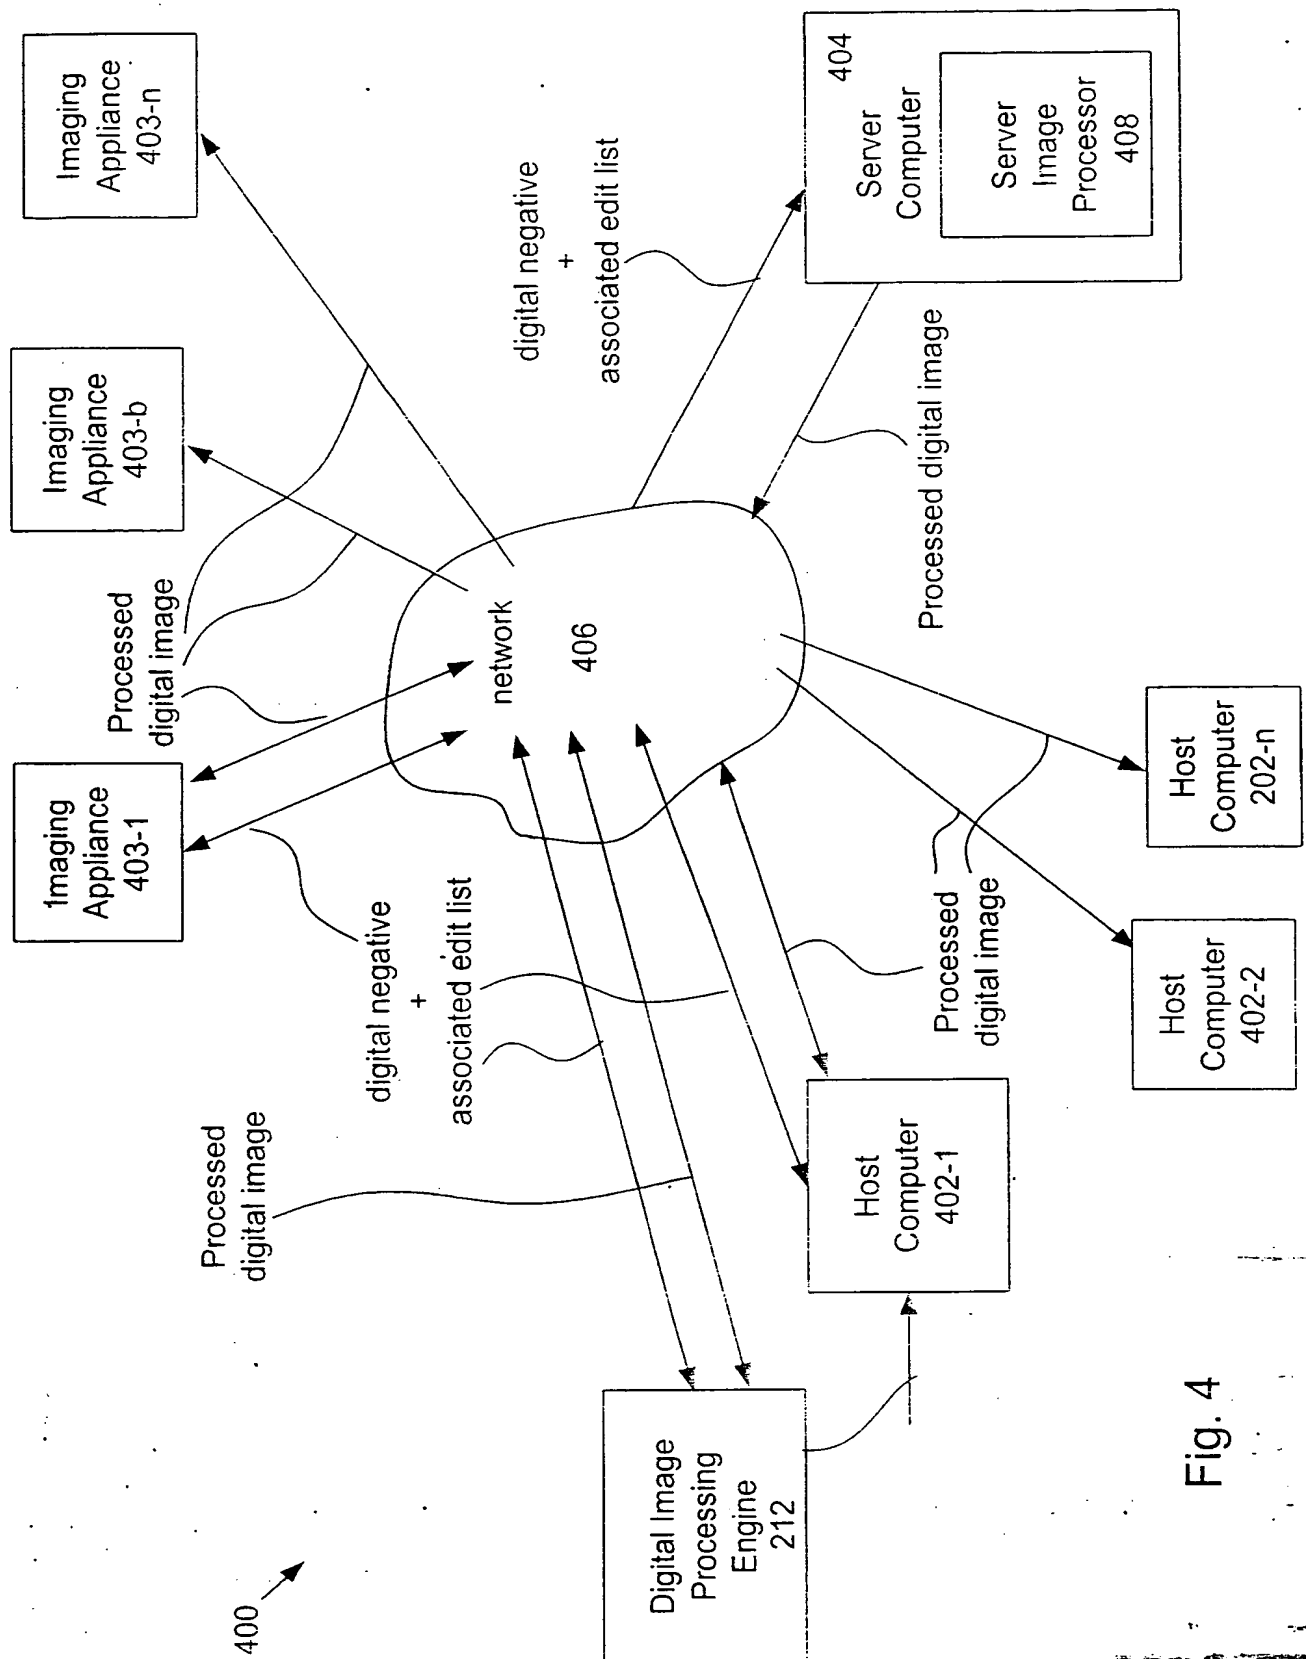 400
Digital Image
Processing
Engine
212
Processed
digital image
digital negative
+
associated edit list
Imaging
Appliance
403-1
Processed
digital image
Imaging
Appliance
403-b
Imaging
Appliance
403-n
network
406
digital negative
+
associated edit list
404
Server
Computer
Server
Image
Processor
408
Processed digital image
Host
Computer
402-1
Processed
digital image
Host
Computer
402-2
Host
Computer
202-n
Fig. 4